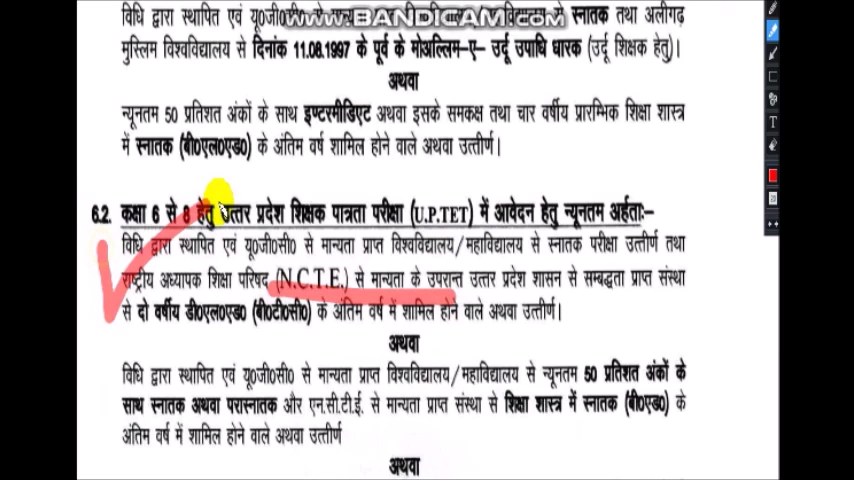 विधि द्वारा स्थापित एवं यू0जी0सी0 से स्नातक तथा अलीगढ़
www.BANDICAM.com
मुस्लिम विश्वविद्यालय से दिनांक 11.08.1997 के पूर्व के मोअल्लिम-ए- उर्दू उपाधि धारक (उर्दू शिक्षक हेतु)।
अथवा
न्यूनतम 50 प्रतिशत अंकों के साथ इण्टरमीडिएट अथवा इसके समकक्ष तथा चार वर्षीय प्रारम्भिक शिक्षा शास्त्र
में स्नातक (बी0एल0एड0) के अंतिम वर्ष शामिल होने वाले अथवा उत्तीर्ण।
6.2. कक्षा 6 से 8 हेतु उत्तर प्रदेश शिक्षक पात्रता परीक्षा (U.P.TET) में आवेदन हेतु न्यूनतम अर्हताः-
विधि द्वारा स्थापित एवं यू0जी0सी0 से मान्यता प्राप्त विश्वविद्यालय/महाविद्यालय से स्नातक परीक्षा उत्तीर्ण तथा
राष्ट्रीय अध्यापक शिक्षा परिषद (N.C.T.E.) से मान्यता के उपरान्त उत्तर प्रदेश शासन से सम्बद्धता प्राप्त संस्था
से दो वर्षीय डी0एल0एड0 (बी0टी0सी0) के अंतिम वर्ष में शामिल होने वाले अथवा उत्तीर्ण।
अथवा
विधि द्वारा स्थापित एवं यू0जी0सी0 से मान्यता प्राप्त विश्वविद्यालय/महाविद्यालय से न्यूनतम 50 प्रतिशत अंकों के
साथ स्नातक अथवा परास्नातक और एन.सी.टी.ई. से मान्यता प्राप्त संस्था से शिक्षा शास्त्र में स्नातक (बी0एड0) के
अंतिम वर्ष में शामिल होने वाले अथवा उत्तीर्ण
अथवा